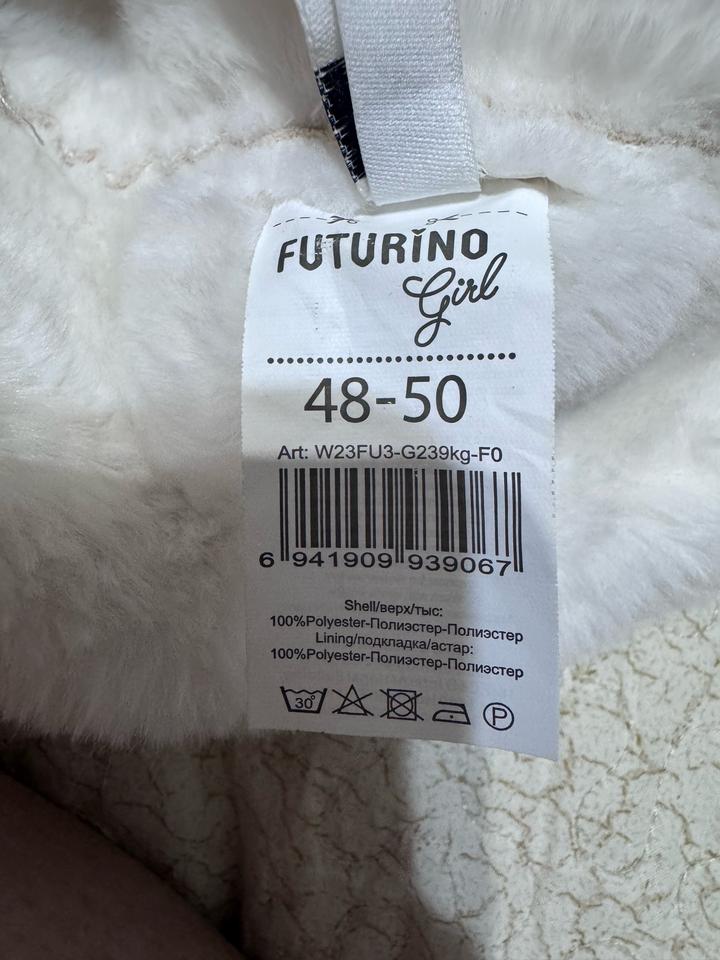 FUTURINO
Girl
48-50
Art: W23FU3-G239kg-F0
6 941909 939067
Shell/верх/тыс:
100%Polyester-Полиэстер-Полиэстер
Lining/подкладка/астар:
100%Polyester-Полиэстер-Полиэстер
30°
P